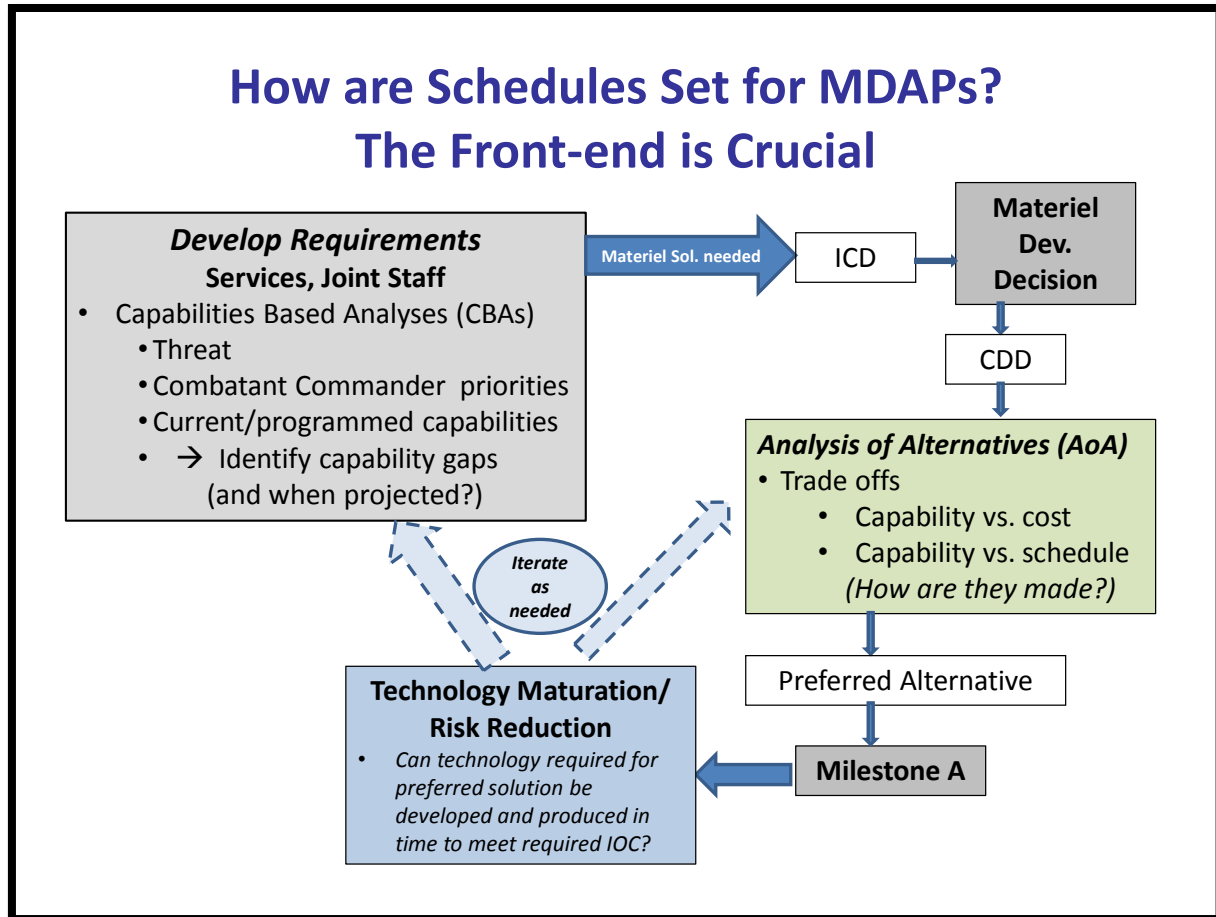 How are Schedules Set for MDAPs?
The Front-end is Crucial
Develop Requirements
Services, Joint Staff
• Capabilities Based Analyses (CBAs)
• Threat
• Combatant Commander priorities
• Current/programmed capabilities
• → Identify capability gaps
(and when projected?)
Materiel Sol. needed
ICD
Materiel
Dev.
Decision
CDD
Analysis of Alternatives (AoA)
• Trade offs
• Capability vs. cost
• Capability vs. schedule
(How are they made?)
Preferred Alternative
Milestone A
Technology Maturation/
Risk Reduction
• Can technology required for
preferred solution be
developed and produced in
time to meet required IOC?
Iterate
as
needed